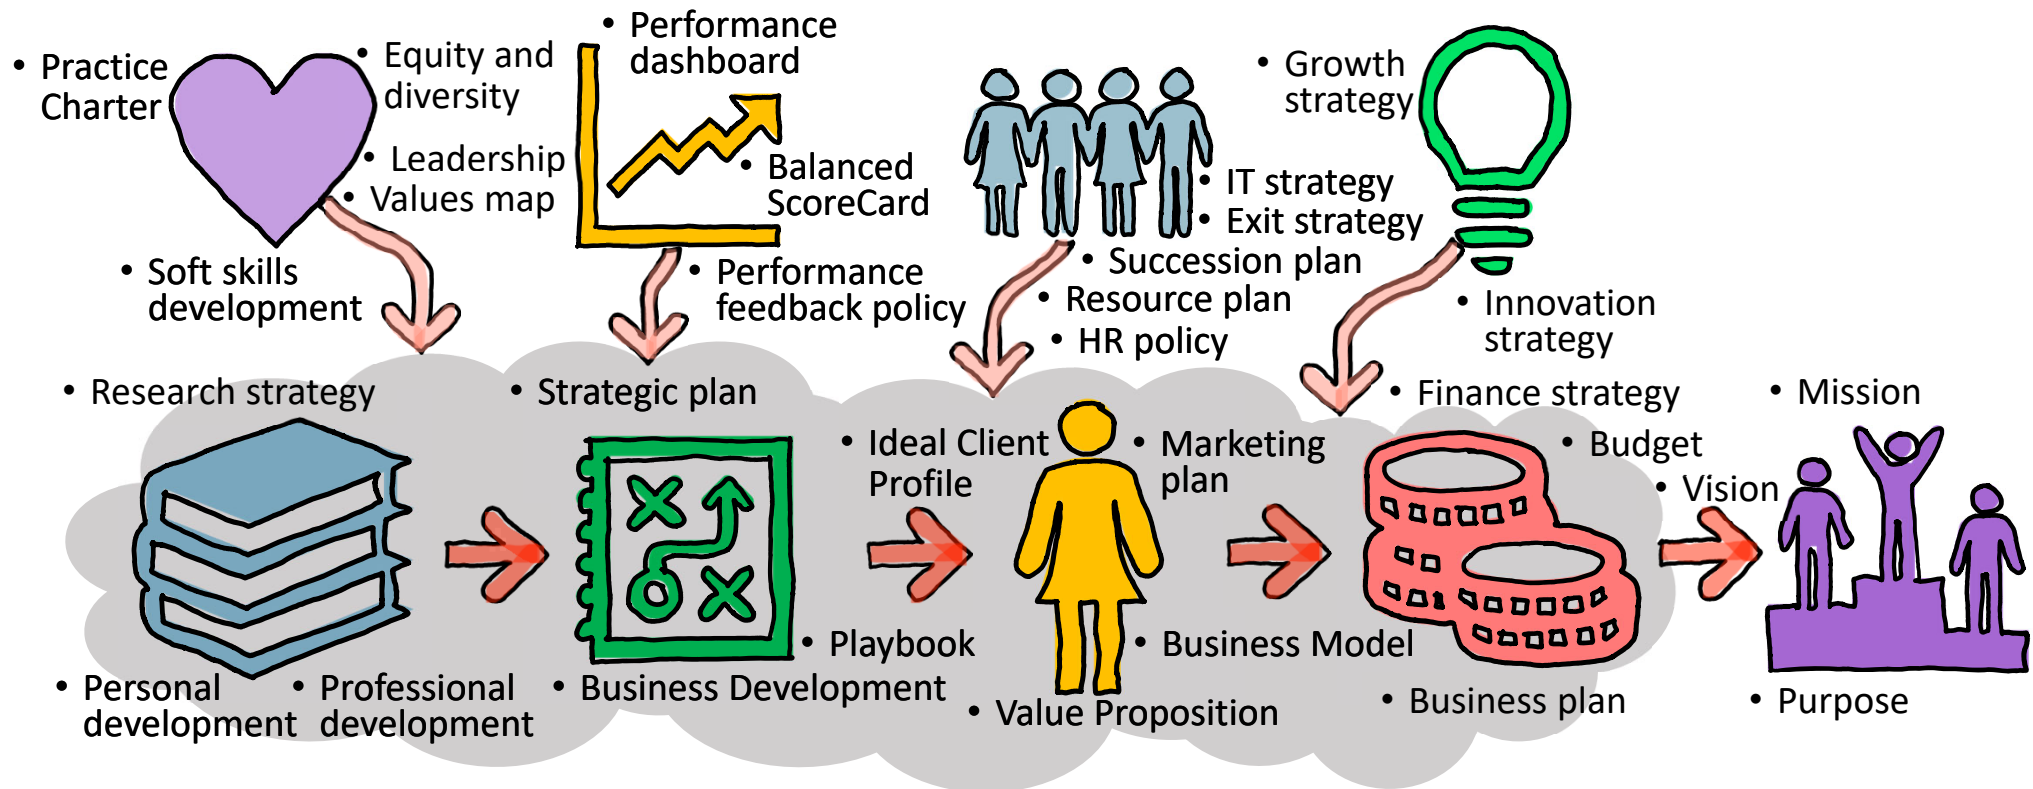 • Practice
Charter
• Equity and
diversity
• Leadership
• Values map
• Soft skills
development
• Performance
dashboard
• Balanced
ScoreCard
• Performance
feedback policy
• IT strategy
• Exit strategy
• Succession plan
• Resource plan
• HR policy
• Growth
strategy
• Innovation
strategy
• Research strategy
• Personal
development
• Professional
development
• Strategic plan
• Playbook
• Business Development
• Ideal Client
Profile
• Marketing
plan
• Business Model
• Value Proposition
• Finance strategy
• Budget
• Business plan
• Vision
• Mission
• Purpose